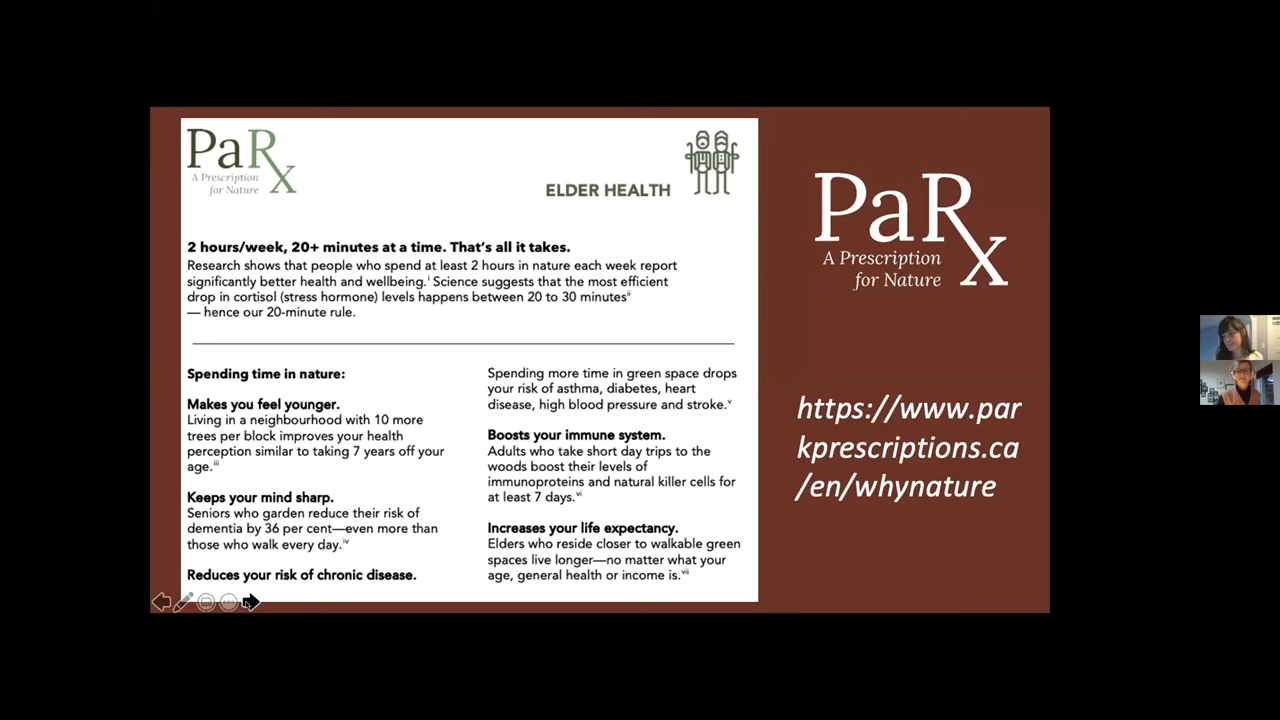 PaRx
A Prescription
for Nature
ELDER HEALTH
2 hours/week, 20+ minutes at a time. That's all it takes.
Research shows that people who spend at least 2 hours in nature each week report
significantly better health and wellbeing.i Science suggests that the most efficient
drop in cortisol (stress hormone) levels happens between 20 to 30 minutesii
— hence our 20-minute rule.
Spending time in nature:
Makes you feel younger.
Living in a neighbourhood with 10 more
trees per block improves your health
perception similar to taking 7 years off your
age.iii
Keeps your mind sharp.
Seniors who garden reduce their risk of
dementia by 36 per cent—even more than
those who walk every day.iv
Reduces your risk of chronic disease.
Spending more time in green space drops
your risk of asthma, diabetes, heart
disease, high blood pressure and stroke.v
Boosts your immune system.
Adults who take short day trips to the
woods boost their levels of
immunoproteins and natural killer cells for
at least 7 days.vi
Increases your life expectancy.
Elders who reside closer to walkable green
spaces live longer—no matter what your
age, general health or income is.vii
PaRx
A Prescription
for Nature
https://www.par
kprescriptions.ca
/en/whynature